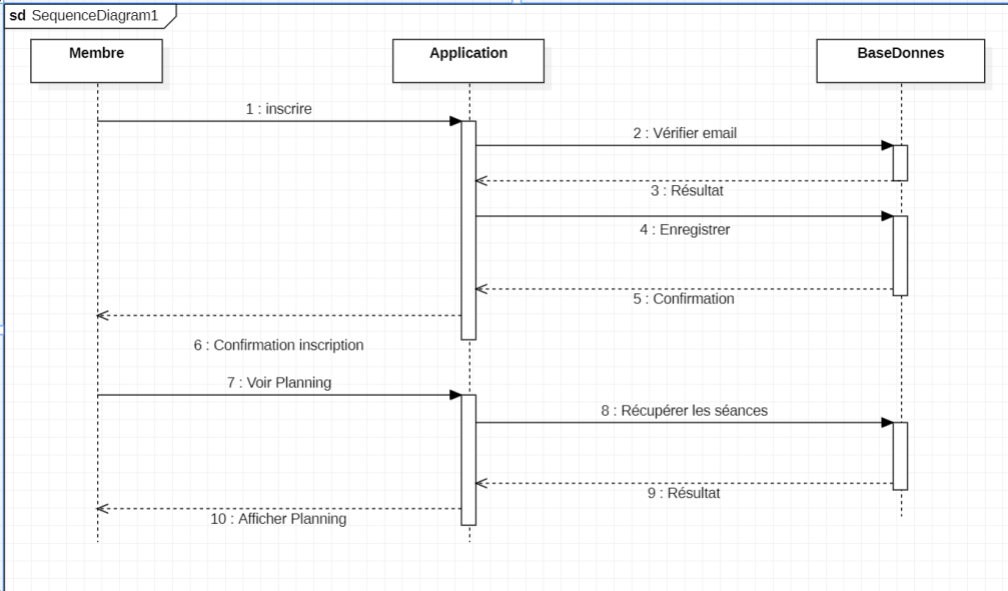 sd SequenceDiagram1
Membre
Application
BaseDonnes
1 : inscrire
2 : Vérifier email
3 : Résultat
4 : Enregistrer
5 : Confirmation
6 : Confirmation inscription
7 : Voir Planning
8 : Récupérer les séances
9 : Résultat
10 : Afficher Planning